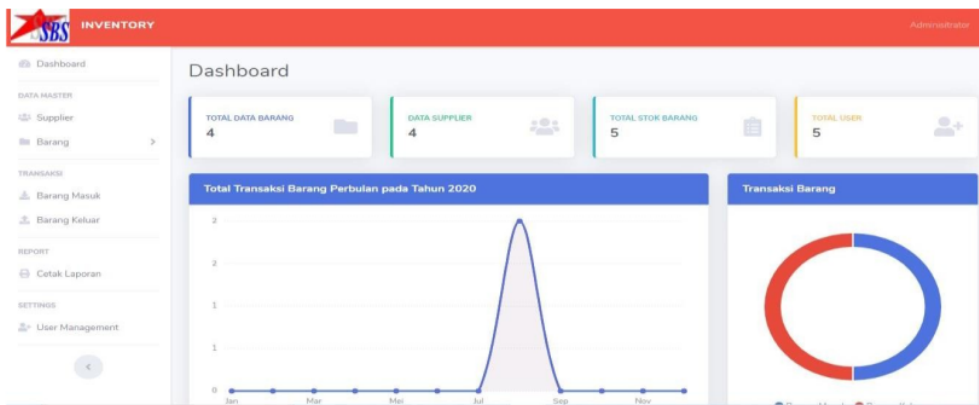 SBS
INVENTORY
Administrator
Dashboard
DATA MASTER
Supplier
Barang
TRANSAKSI
Barang Masuk
Barang Keluar
REPORT
Cetak Laporan
SETTINGS
User Management
Dashboard
TOTAL DATA BARANG
4
DATA SUPPLIER
4
TOTAL STOK BARANG
5
TOTAL USER
5
Total Transaksi Barang Perbulan pada Tahun 2020
2
2
1
1
0
Jan Mar Mei Jul Sep Nov
Transaksi Barang